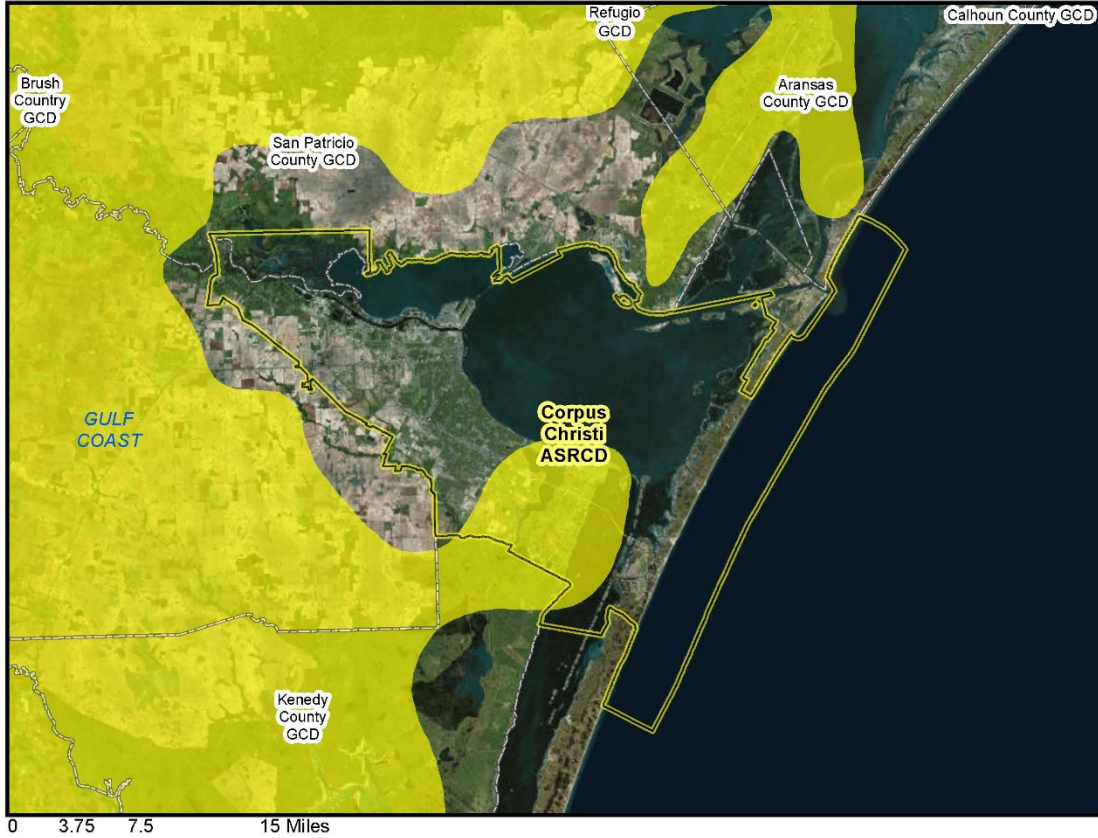 Refugio
GCD
Calhoun County GCD
Brush
Country
GCD
Aransas
County GCD
San Patricio
County GCD
GULF
COAST
Corpus
Christi
ASRCD
Kenedy
County
GCD
0 3.75 7.5 15 Miles